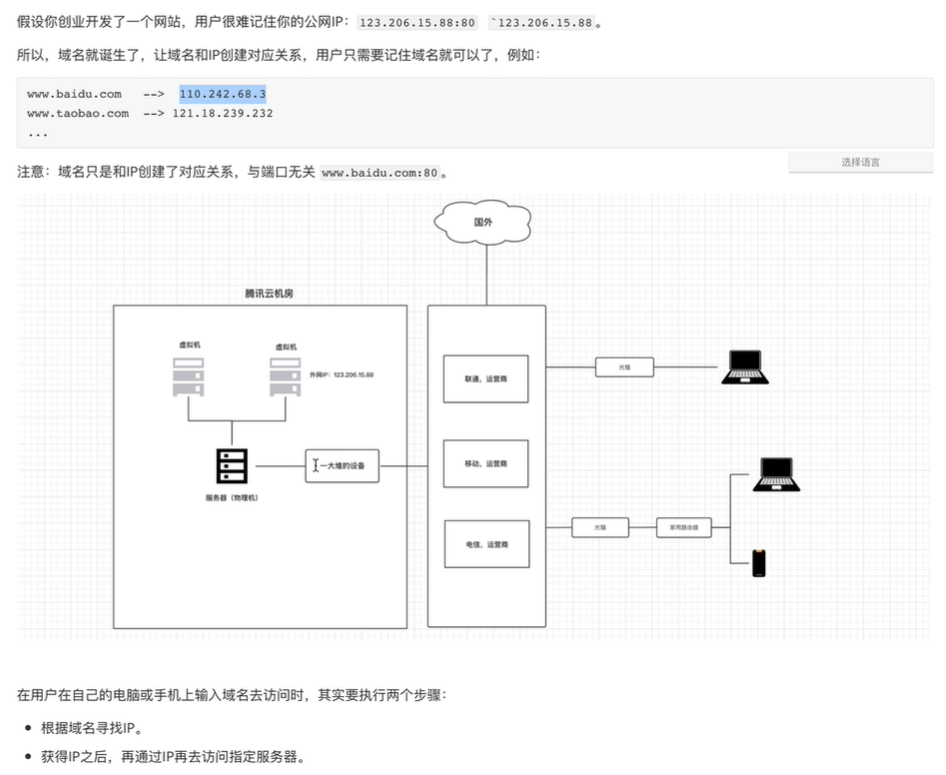 假设你创业开发了一个网站，用户很难记住你的公网IP：123.206.15.88:80 `123.206.15.88。
所以，域名就诞生了，让域名和IP创建对应关系，用户只需要记住域名就可以了，例如：
www.baidu.com --> 110.242.68.3
www.taobao.com --> 121.18.239.232
...
选择语言
注意：域名只是和IP创建了对应关系，与端口无关 www.baidu.com:80。
国外
腾讯云机房
虚拟机
虚拟机
外网IP：123.206.15.88
联通，运营商
光猫
移动，运营商
一大堆的设备
服务器（物理机）
电信，运营商
光猫
家用路由器
在用户在自己的电脑或手机上输入域名去访问时，其实要执行两个步骤：
• 根据域名寻找IP。
• 获得IP之后，再通过IP再去访问指定服务器。